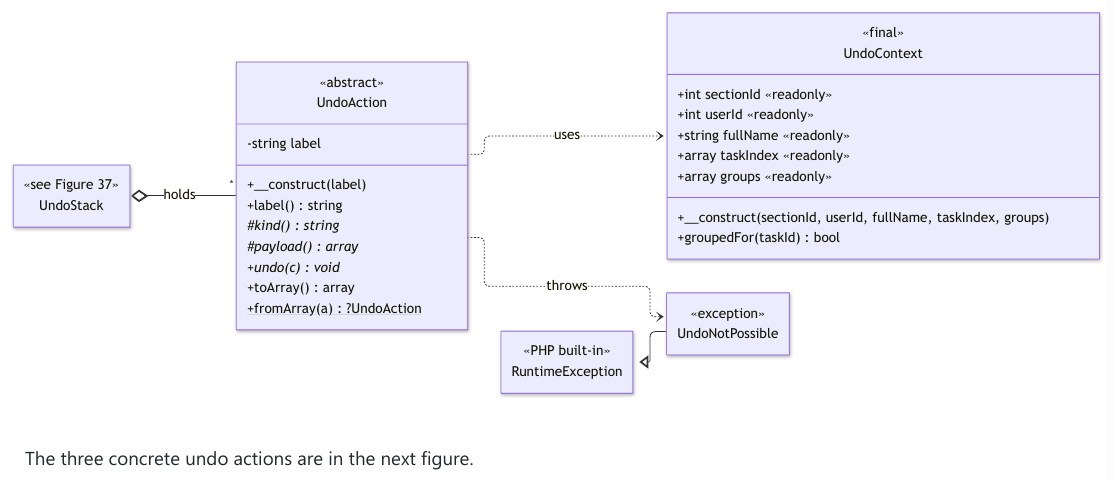 «final»
UndoContext
+int sectionId «readonly»
+int userId «readonly»
+string fullName «readonly»
+array taskIndex «readonly»
+array groups «readonly»
+__construct(sectionId, userId, fullName, taskIndex, groups)
+groupedFor(taskId) : bool
«abstract»
UndoAction
-string label
+__construct(label)
+label() : string
#kind() : string
#payload() : array
+undo(c) : void
+toArray() : array
+fromArray(a) : ?UndoAction
uses
«see Figure 37»
UndoStack
holds
*
throws
«exception»
UndoNotPossible
«PHP built-in»
RuntimeException
The three concrete undo actions are in the next figure.